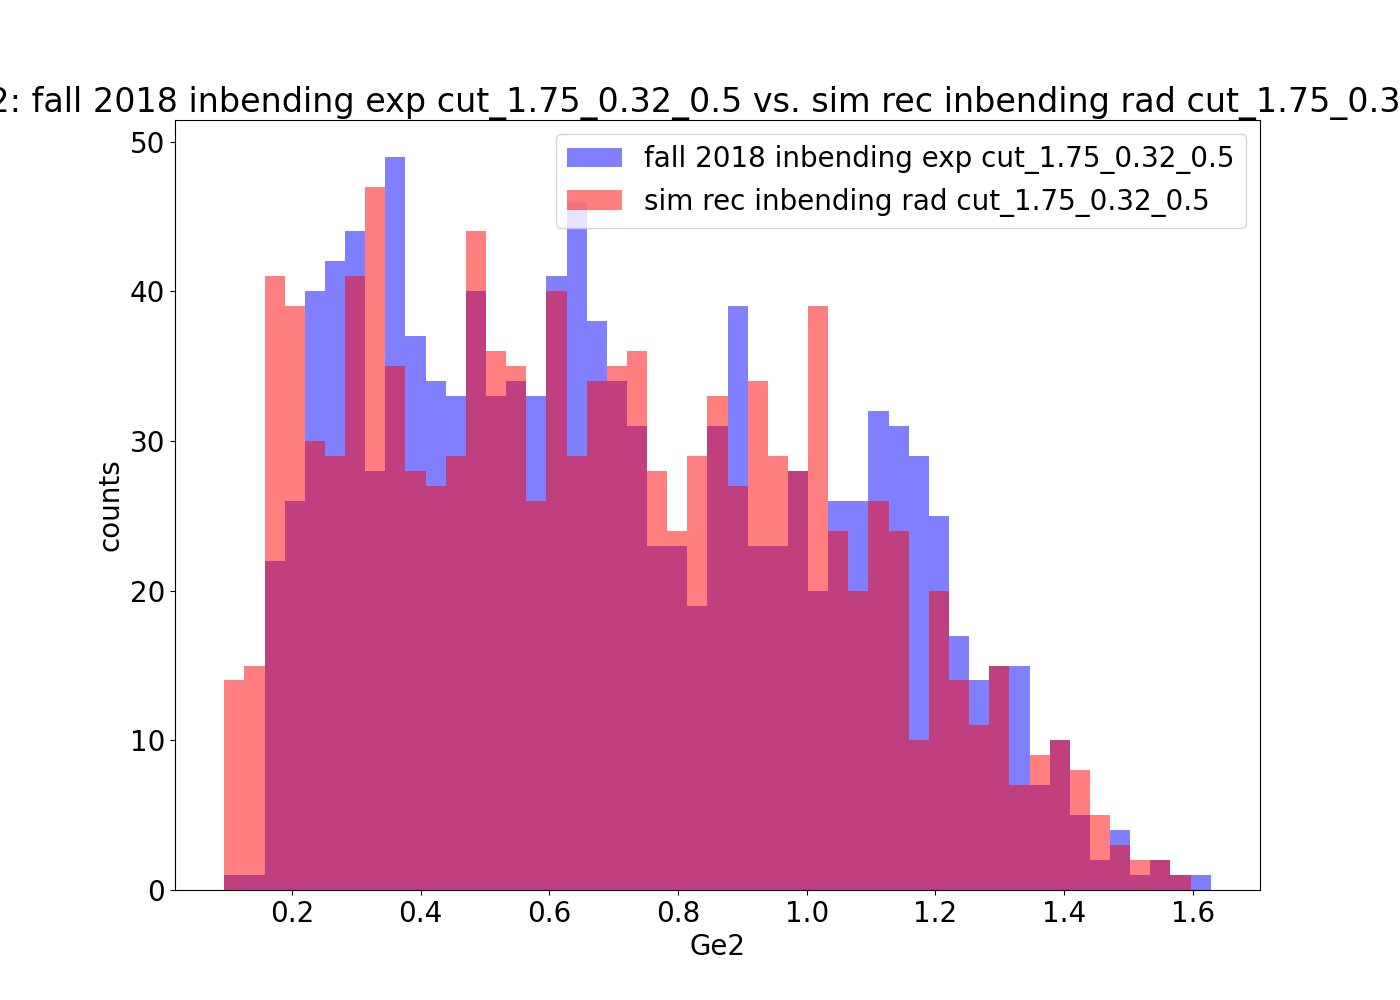 2: fall 2018 inbending exp cut_1.75_0.32_0.5 vs. sim rec inbending rad cut_1.75_0.3
fall 2018 inbending exp cut_1.75_0.32_0.5
sim rec inbending rad cut_1.75_0.32_0.5
50
40
30
20
10
0
counts
0.2 0.4 0.6 0.8 1.0 1.2 1.4 1.6
Ge2